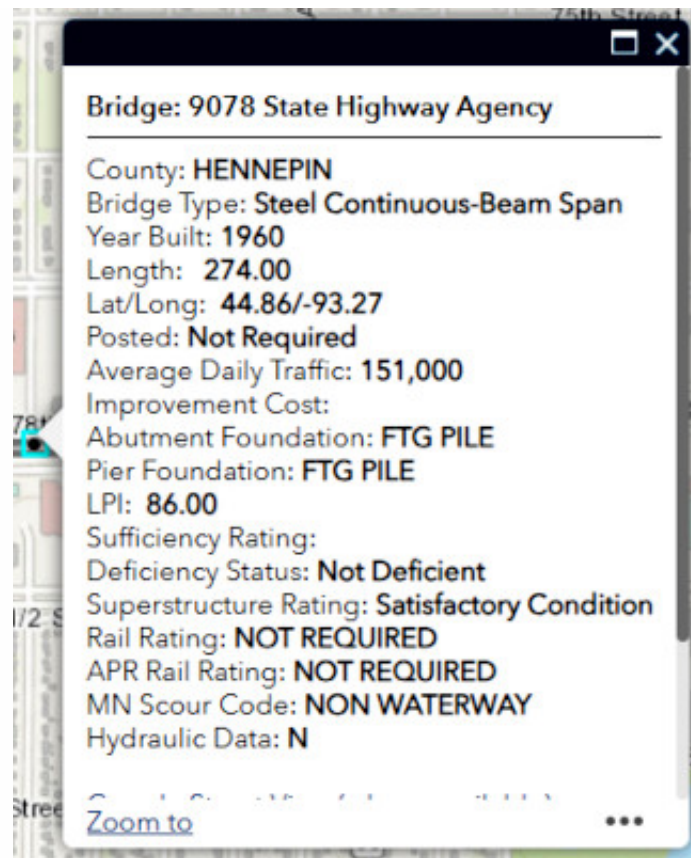 75th Street
Bridge: 9078 State Highway Agency
County: HENNEPIN
Bridge Type: Steel Continuous-Beam Span
Year Built: 1960
Length: 274.00
Lat/Long: 44.86/-93.27
Posted: Not Required
Average Daily Traffic: 151,000
Improvement Cost:
Abutment Foundation: FTG PILE
78t
Pier Foundation: FTG PILE
LPI: 86.00
Sufficiency Rating:
Deficiency Status: Not Deficient
Superstructure Rating: Satisfactory Condition
1/2 S
Rail Rating: NOT REQUIRED
APR Rail Rating: NOT REQUIRED
MN Scour Code: NON WATERWAY
Hydraulic Data: N
Stree
Zoom to